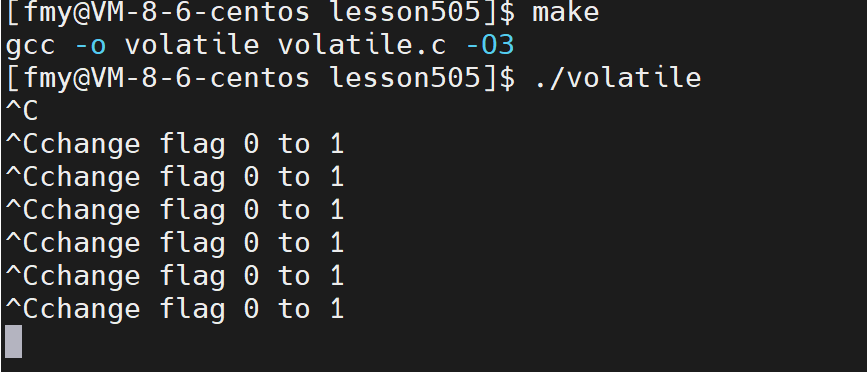 [fmy@VM-8-6-centos lesson505]$ make
gcc -o volatile volatile.c -O3
[fmy@VM-8-6-centos lesson505]$ ./volatile
^C
^Cchange flag 0 to 1
^Cchange flag 0 to 1
^Cchange flag 0 to 1
^Cchange flag 0 to 1
^Cchange flag 0 to 1
^Cchange flag 0 to 1